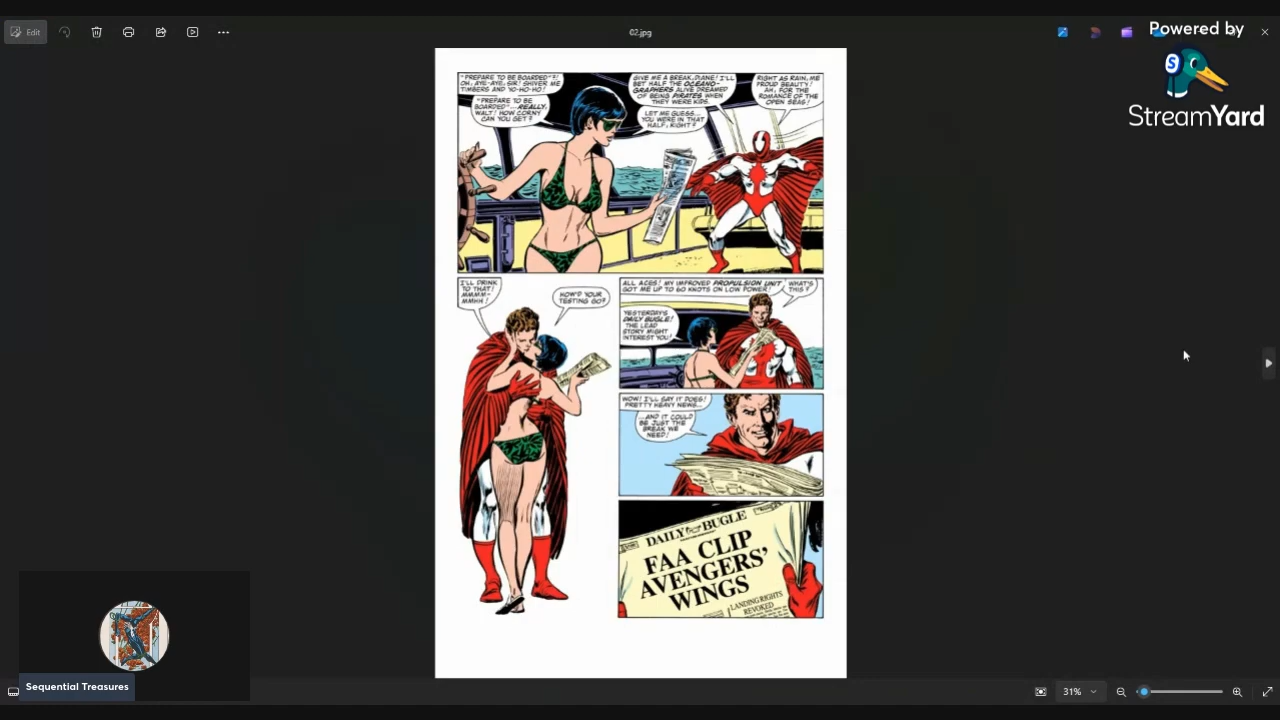 Edit
02.jpg
Powered by
StreamYard
"PREPARE TO BE BOARDED"?!
OH, AYE-AYE, SIR! SHIVER ME
TIMBERS AND YO-HO-HO!
"PREPARE TO BE
BOARDED"... REALLY,
WALT! HOW CORNY
CAN YOU GET?
GIVE ME A BREAK, DIANE! I'LL
BET HALF THE OCEANO-
GRAPHERS ALIVE DREAMED
OF BEING PIRATES WHEN
THEY WERE KIDS.
LET ME GUESS...
YOU WERE IN THAT
HALF, RIGHT?
RIGHT AS RAIN, ME
PROUD BEAUTY!
AH, FOR THE
ROMANCE OF THE
OPEN SEAS!
I'LL DRINK
TO THAT!
MMMM-
MMHH!
HOW'D YOUR
TESTING GO?
ALL ACES! MY IMPROVED PROPULSION UNIT
GOT ME UP TO 60 KNOTS ON LOW POWER!
WHAT'S
THIS?
YESTERDAY'S
DAILY BUGLE!
THE LEAD
STORY MIGHT
INTEREST YOU!
WOW! I'LL SAY IT DOES!
PRETTY HEAVY NEWS...
...AND IT COULD
BE JUST THE
BREAK WE
NEED!
DAILY BUGLE
FAA CLIP
AVENGERS'
WINGS
LANDING RIGHTS
REVOKED
Sequential Treasures
31%